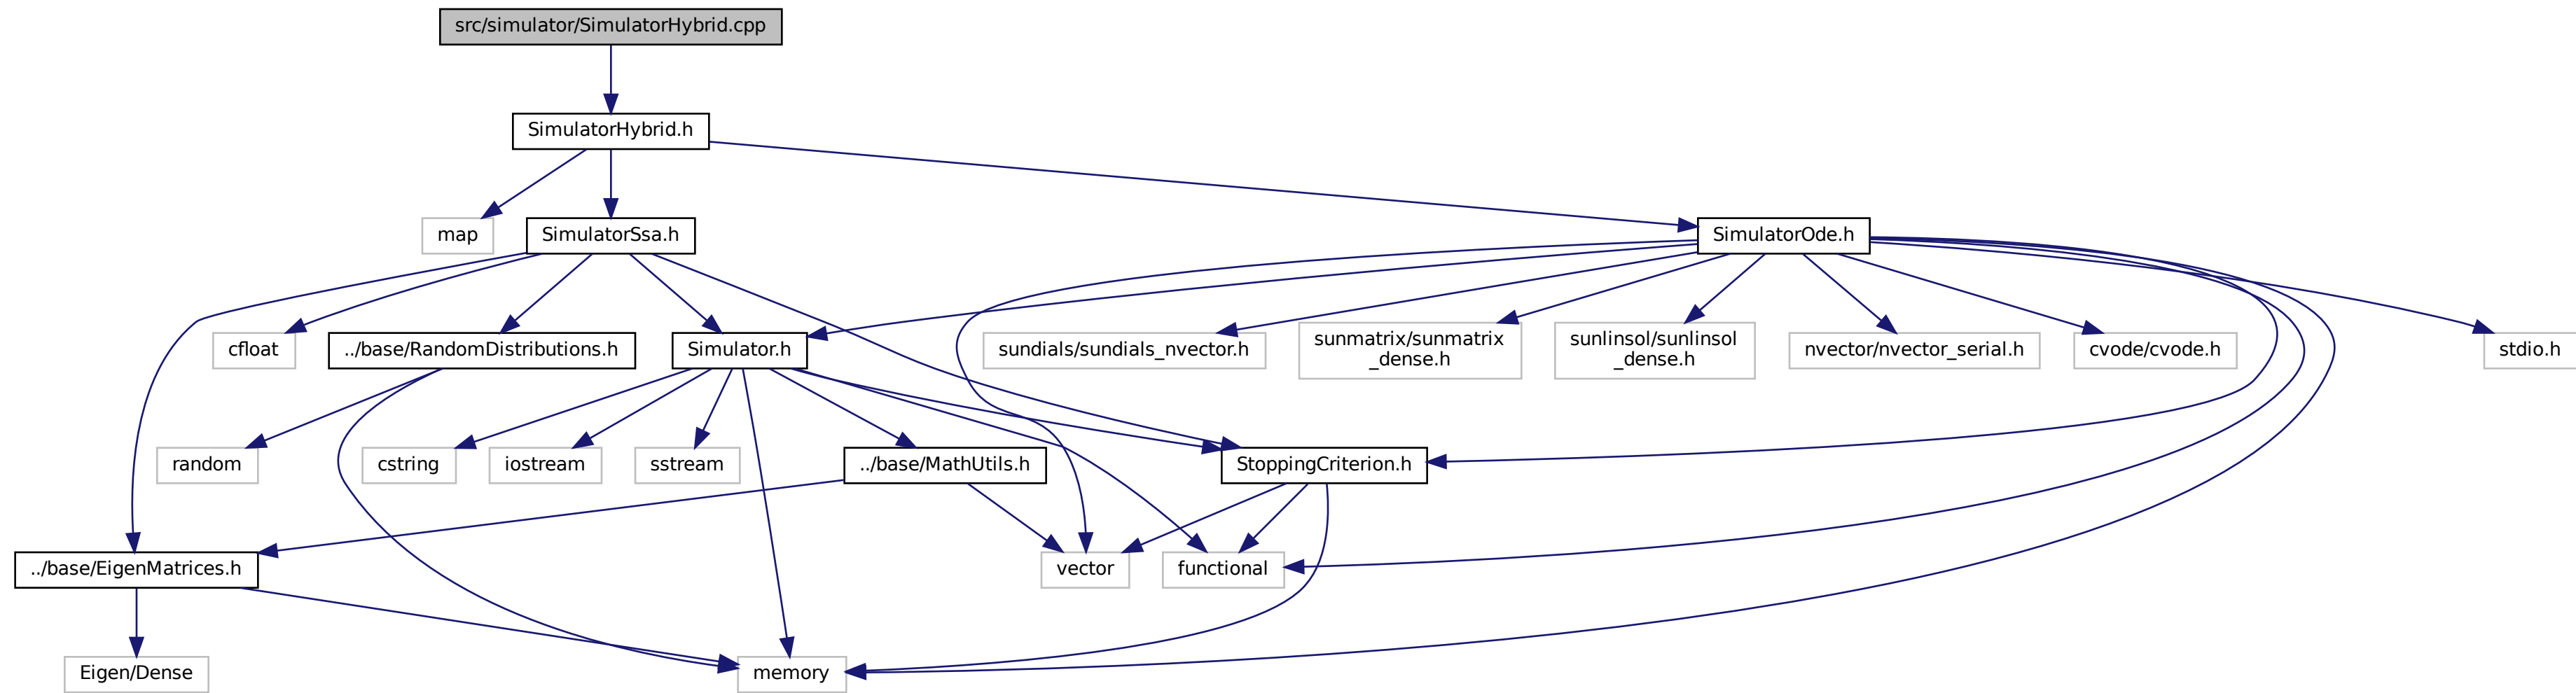 src/simulator/SimulatorHybrid.cpp
SimulatorHybrid.h
map
SimulatorSsa.h
SimulatorOde.h
cfloat
../base/RandomDistributions.h
Simulator.h
sundials/sundials_nvector.h
sunmatrix/sunmatrix
_dense.h
sunlinsol/sunlinsol
_dense.h
nvector/nvector_serial.h
cvode/cvode.h
stdio.h
random
cstring
iostream
sstream
../base/MathUtils.h
StoppingCriterion.h
../base/EigenMatrices.h
vector
functional
Eigen/Dense
memory